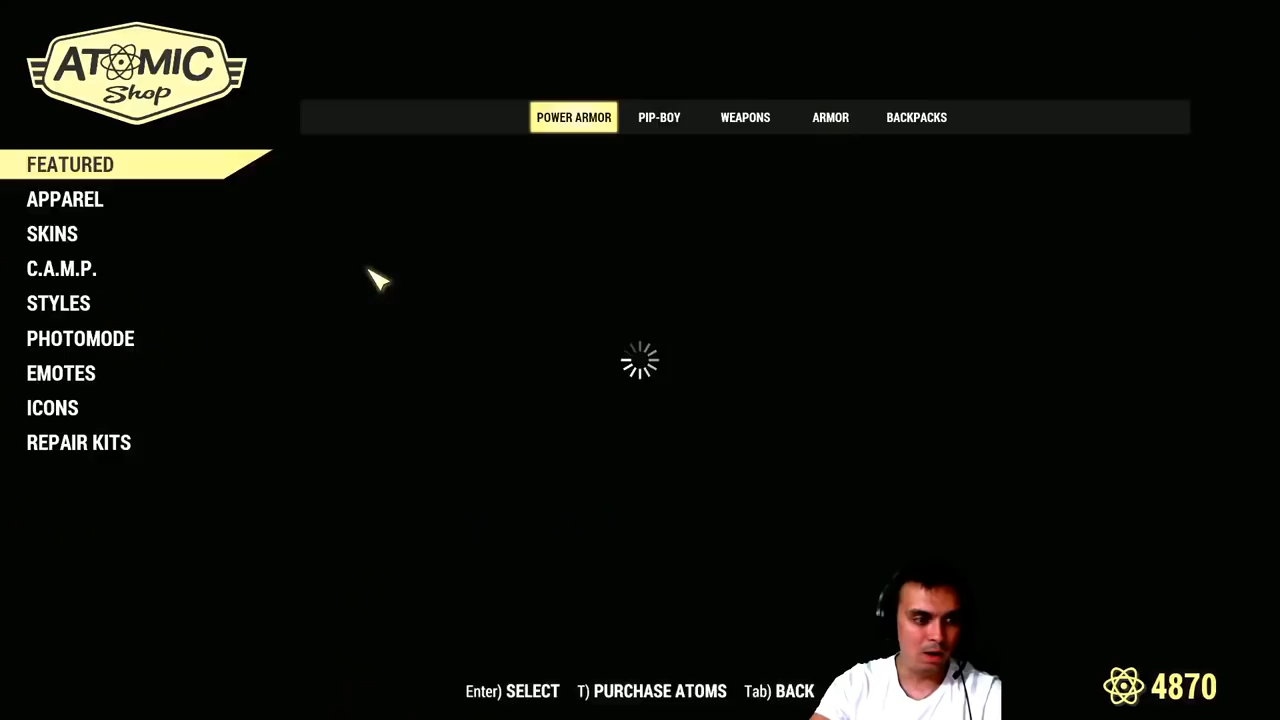 ATOMIC
Shop
POWER ARMOR PIP-BOY WEAPONS ARMOR BACKPACKS
FEATURED
APPAREL
SKINS
C.A.M.P.
STYLES
PHOTOMODE
EMOTES
ICONS
REPAIR KITS
Enter) SELECT T) PURCHASE ATOMS Tab) BACK
4870